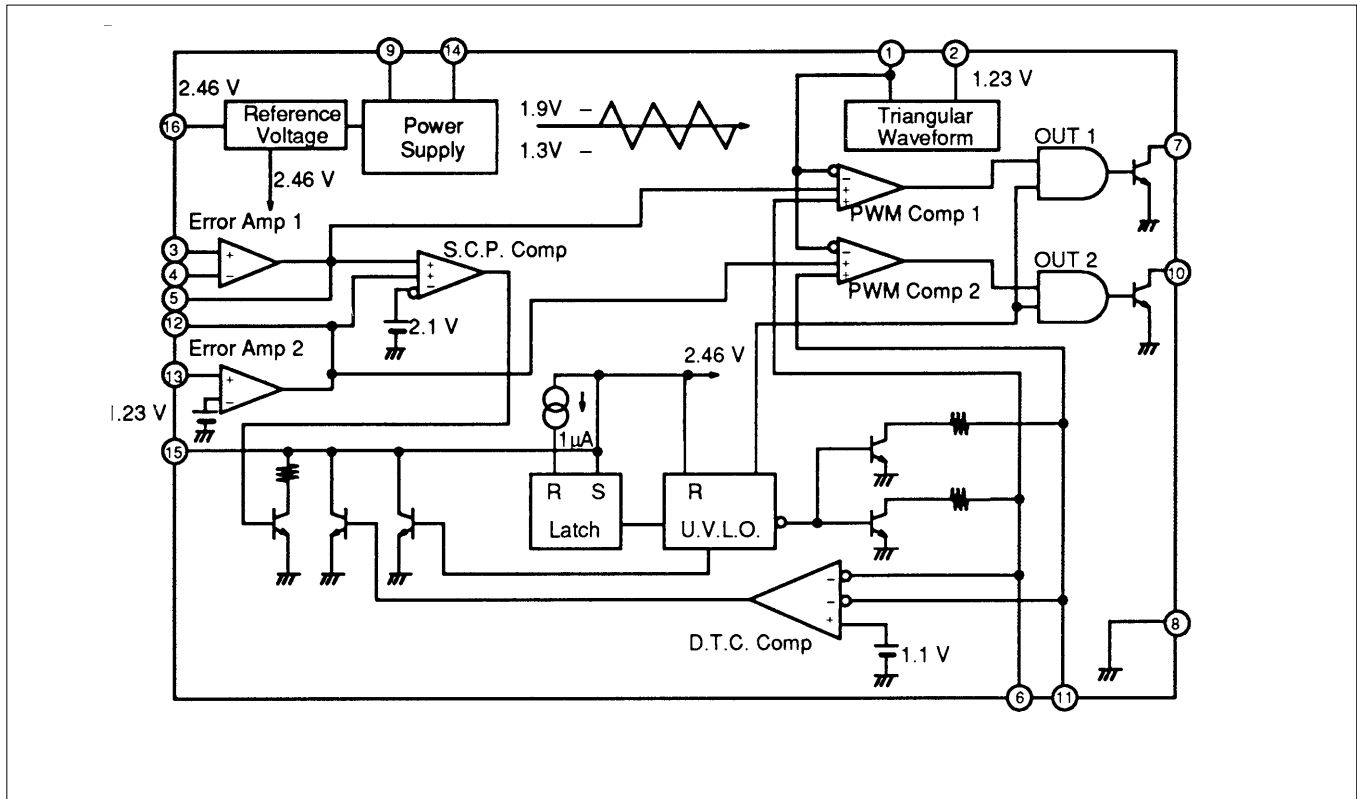 9
14
1
2
2.46 V
1.23 V
16
Reference
Voltage
Power
Supply
1.9V –
1.3V –
Triangular
Waveform
OUT 1
7
2.46 V
–
+
+
PWM Comp 1
Error Amp 1
3
+
4
–
5
S.C.P. Comp
+
+
–
–
+
+
PWM Comp 2
OUT 2
10
12
2.1 V
Error Amp 2
13
+
–
1.23 V
2.46 V
15
1μA
R S
Latch
R
U.V.L.O.
–
–
+
D.T.C. Comp
1.1 V
8
6
11